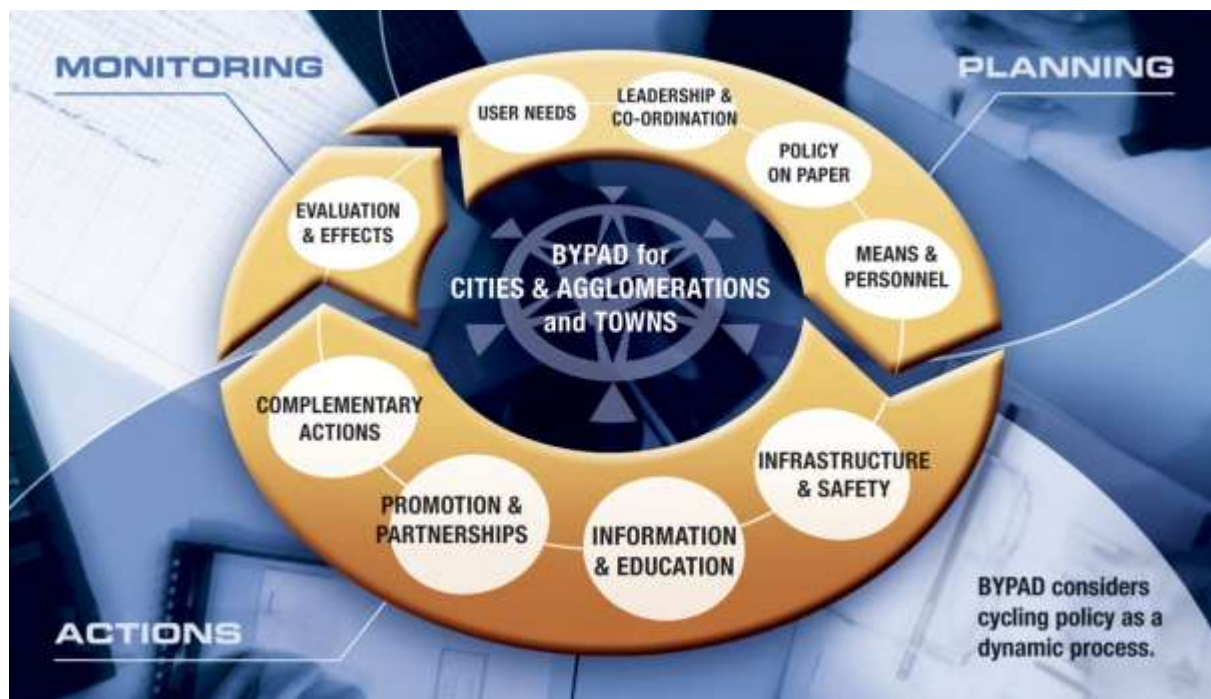 MONITORING
PLANNING
USER NEEDS
LEADERSHIP &
CO-ORDINATION
POLICY
ON PAPER
MEANS &
PERSONNEL
EVALUATION
& EFFECTS
BYPAD for
CITIES & AGGLOMERATIONS
and TOWNS
COMPLEMENTARY
ACTIONS
PROMOTION &
PARTNERSHIPS
INFORMATION
& EDUCATION
INFRASTRUCTURE
& SAFETY
ACTIONS
BYPAD considers
cycling policy as a
dynamic process.